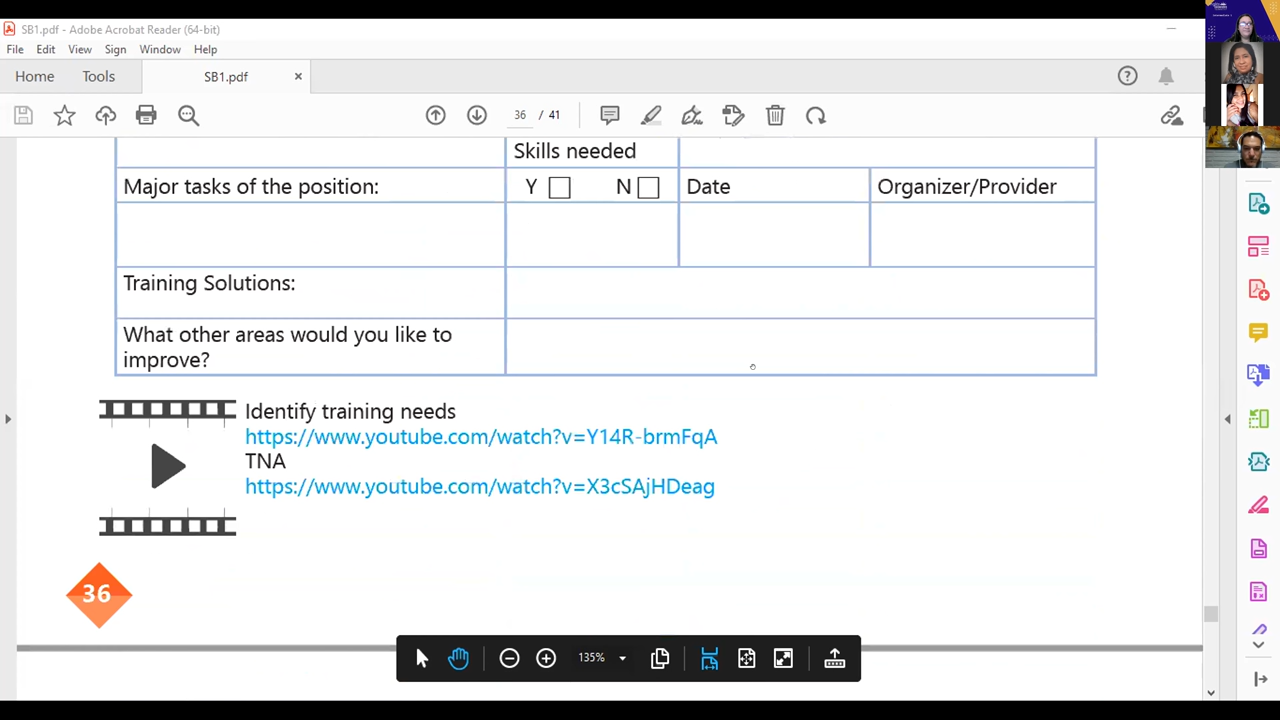 SB1.pdf - Adobe Acrobat Reader (64-bit)
File Edit View Sign Window Help
Home Tools SB1.pdf ×
36 / 41
Skills needed
Major tasks of the position: Y N Date Organizer/Provider
Training Solutions:
What other areas would you like to
improve?
Identify training needs
https://www.youtube.com/watch?v=Y14R-brmFqA
TNA
https://www.youtube.com/watch?v=X3cSAjHDeag
36
135%